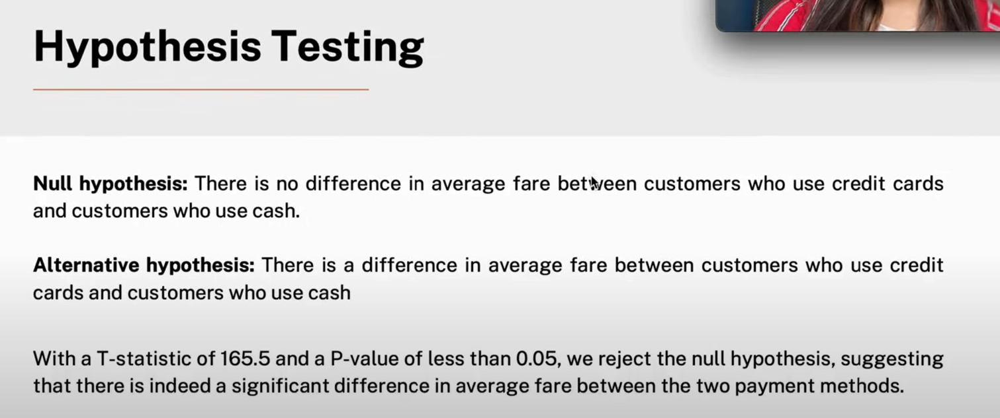 Hypothesis Testing
Null hypothesis: There is no difference in average fare between customers who use credit cards
and customers who use cash.
Alternative hypothesis: There is a difference in average fare between customers who use credit
cards and customers who use cash
With a T-statistic of 165.5 and a P-value of less than 0.05, we reject the null hypothesis, suggesting
that there is indeed a significant difference in average fare between the two payment methods.